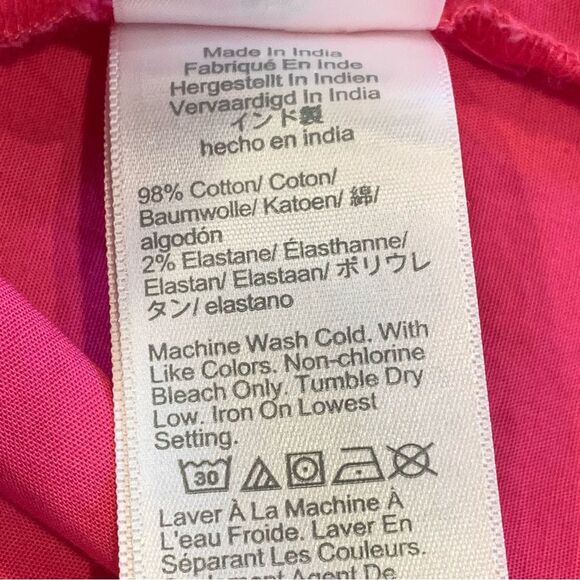 Made In India
Fabriqué En Inde
Hergestellt In Indien
Vervaardigd In India
インド製
hecho en india
98% Cotton/ Coton/
Baumwolle/ Katoen/ 綿/
algodón
2% Elastane/ Élasthanne/
Elastan/ Elastaan/ ポリウレ
タン/ elastano
Machine Wash Cold. With
Like Colors. Non-chlorine
Bleach Only. Tumble Dry
Low. Iron On Lowest
Setting.
30
Laver À La Machine À
L'eau Froide. Laver En
Séparant Les Couleurs.
Agent De